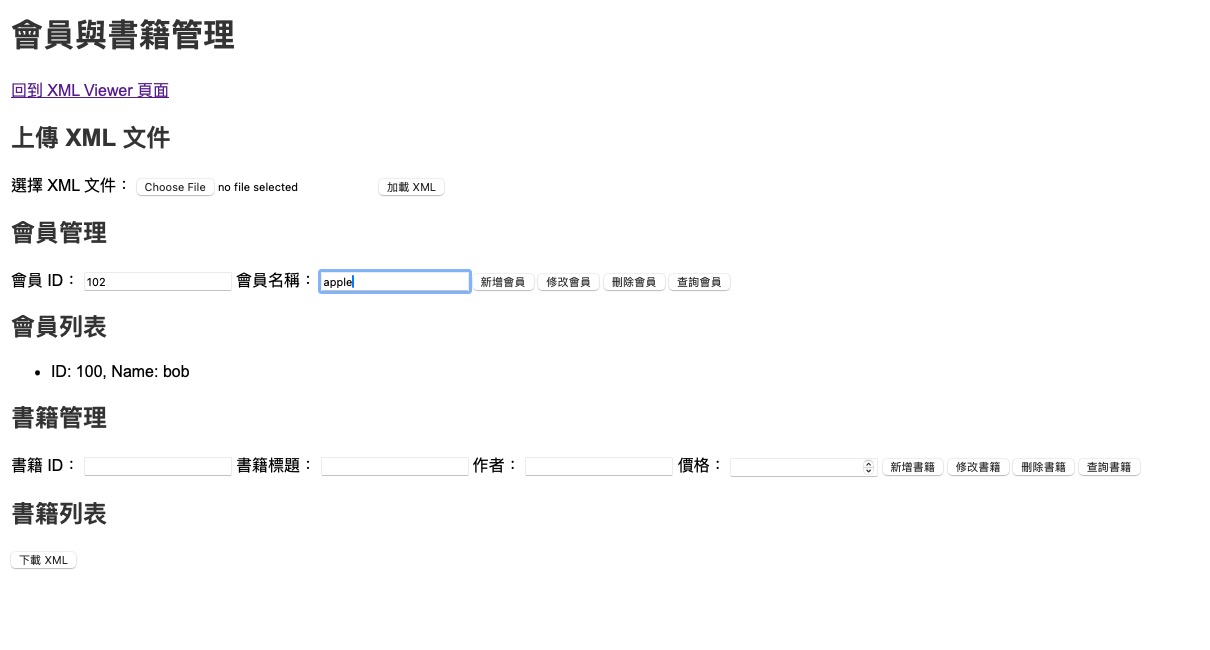 會員與書籍管理
回到 XML Viewer 頁面
上傳 XML 文件
選擇 XML 文件： Choose File no file selected 加載 XML
會員管理
會員 ID： 102 會員名稱： apple 新增會員 修改會員 刪除會員 查詢會員
會員列表
• ID: 100, Name: bob
書籍管理
書籍 ID： 書籍標題： 作者： 價格： 新增書籍 修改書籍 刪除書籍 查詢書籍
書籍列表
下載 XML